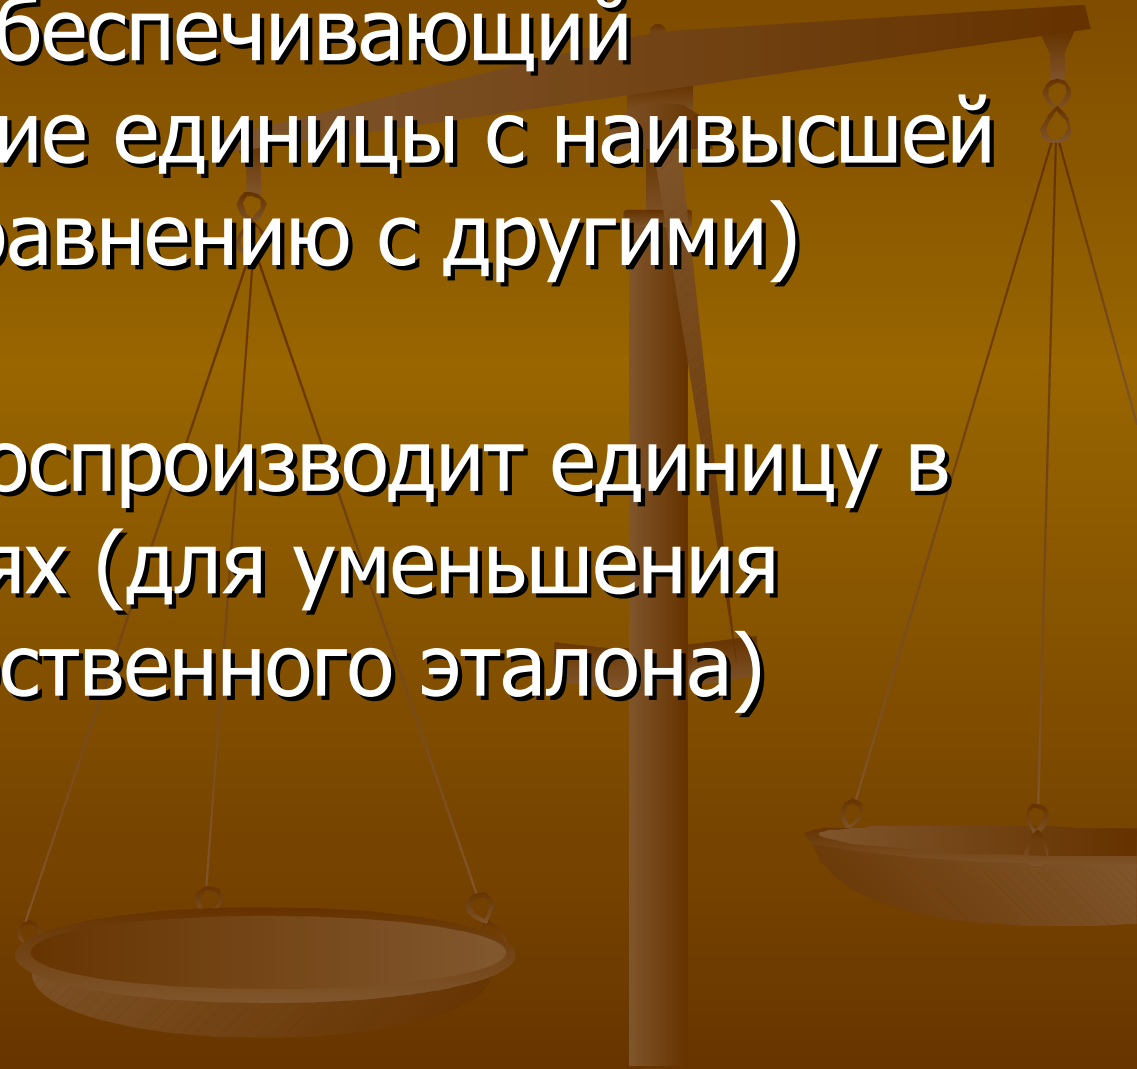 беспечивающий
ие единицы с наивысшей
равнению с другими)
оспроизводит единицу в
ях (для уменьшения
ственного эталона)